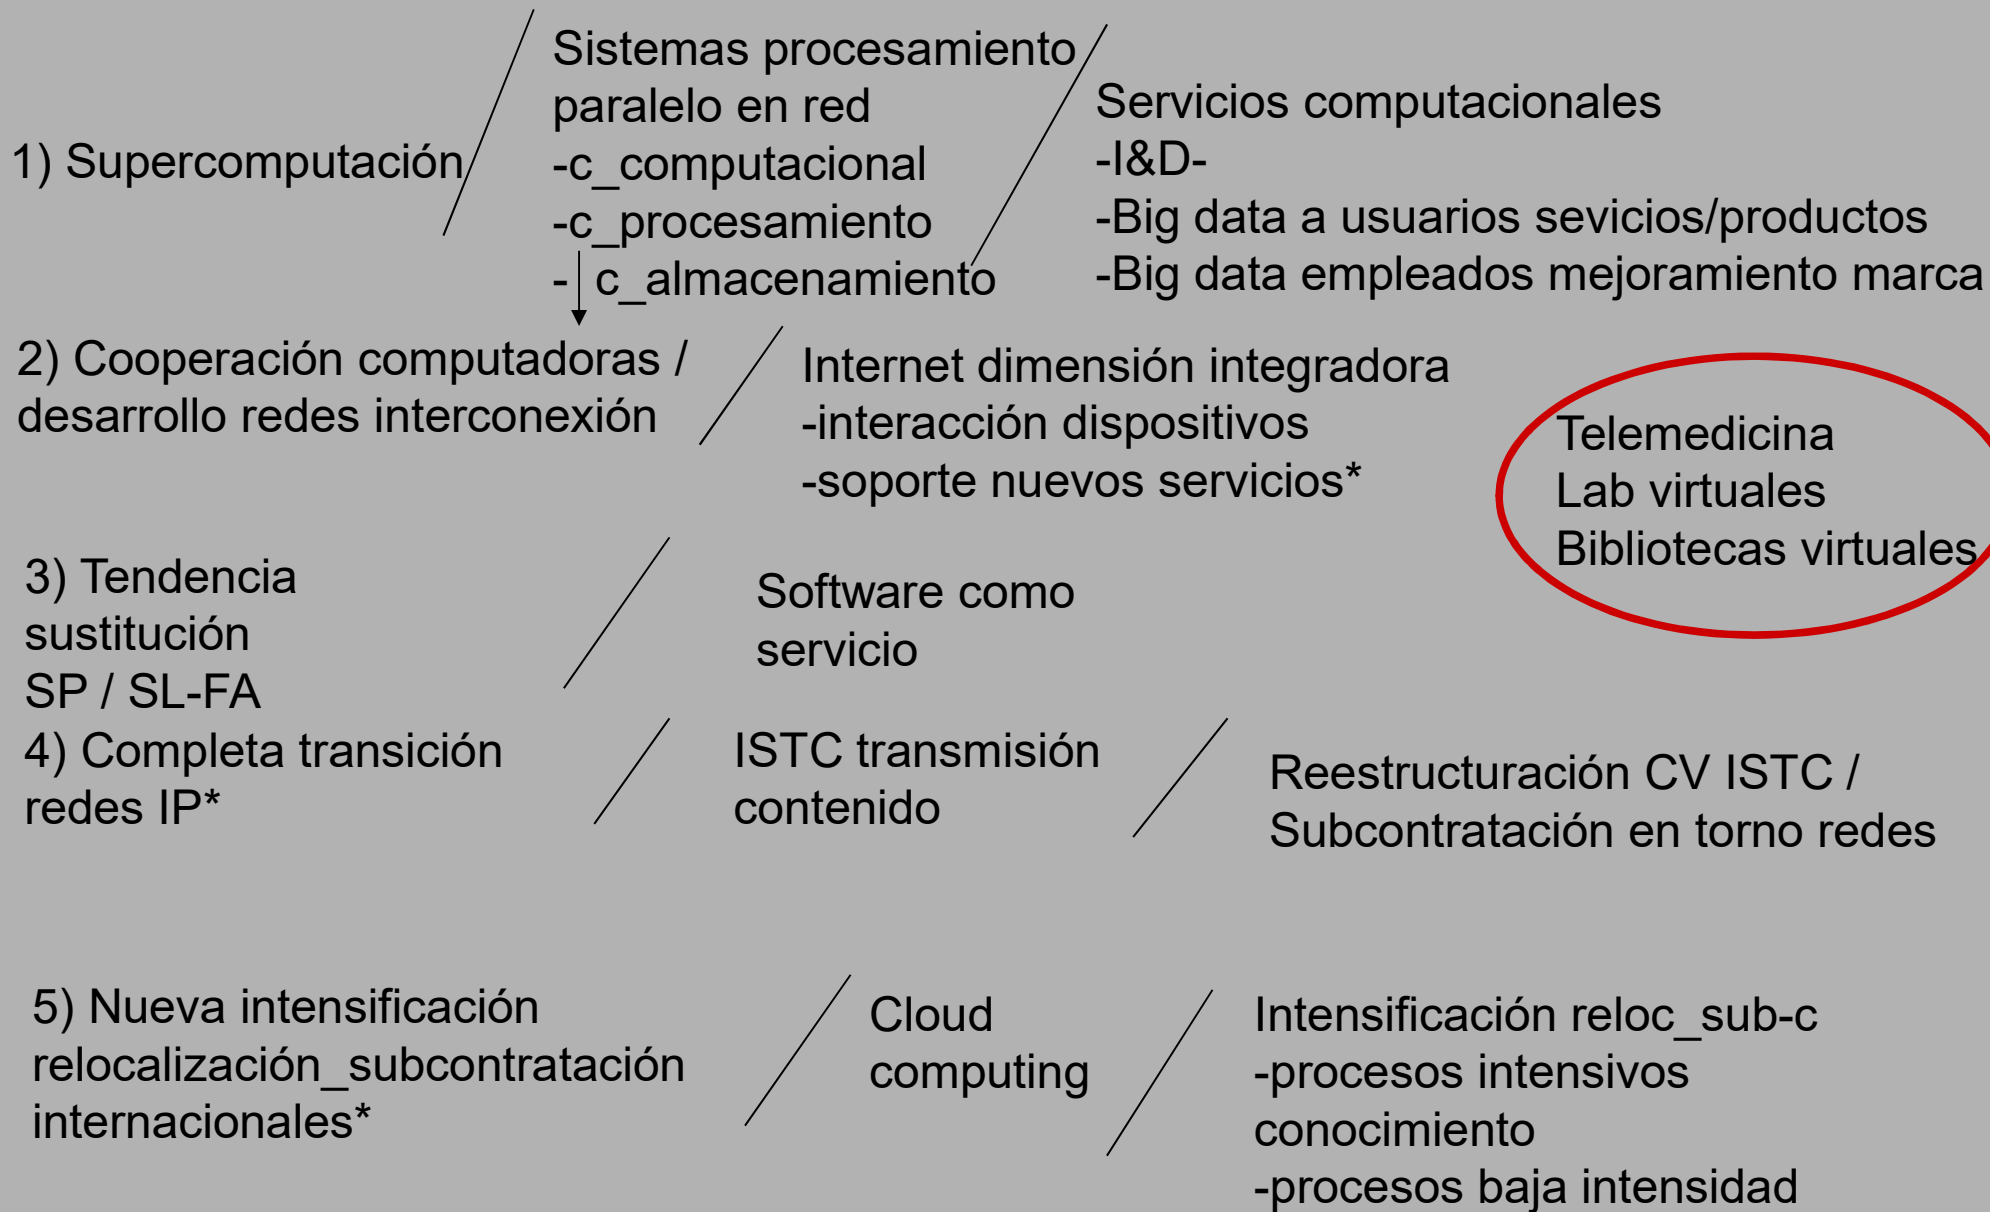 1) Supercomputación
Sistemas procesamiento
paralelo en red
-c_computacional
-c_procesamiento
- c_almacenamiento
Servicios computacionales
-I&D-
-Big data a usuarios sevicios/productos
-Big data empleados mejoramiento marca
2) Cooperación computadoras /
desarrollo redes interconexión
Internet dimensión integradora
-interacción dispositivos
-soporte nuevos servicios*
Telemedicina
Lab virtuales
Bibliotecas virtuales
3) Tendencia
sustitución
SP / SL-FA
Software como
servicio
4) Completa transición
redes IP*
ISTC transmisión
contenido
Reestructuración CV ISTC /
Subcontratación en torno redes
5) Nueva intensificación
relocalización_subcontratación
internacionales*
Cloud
computing
Intensificación reloc_sub-c
-procesos intensivos
conocimiento
-procesos baja intensidad